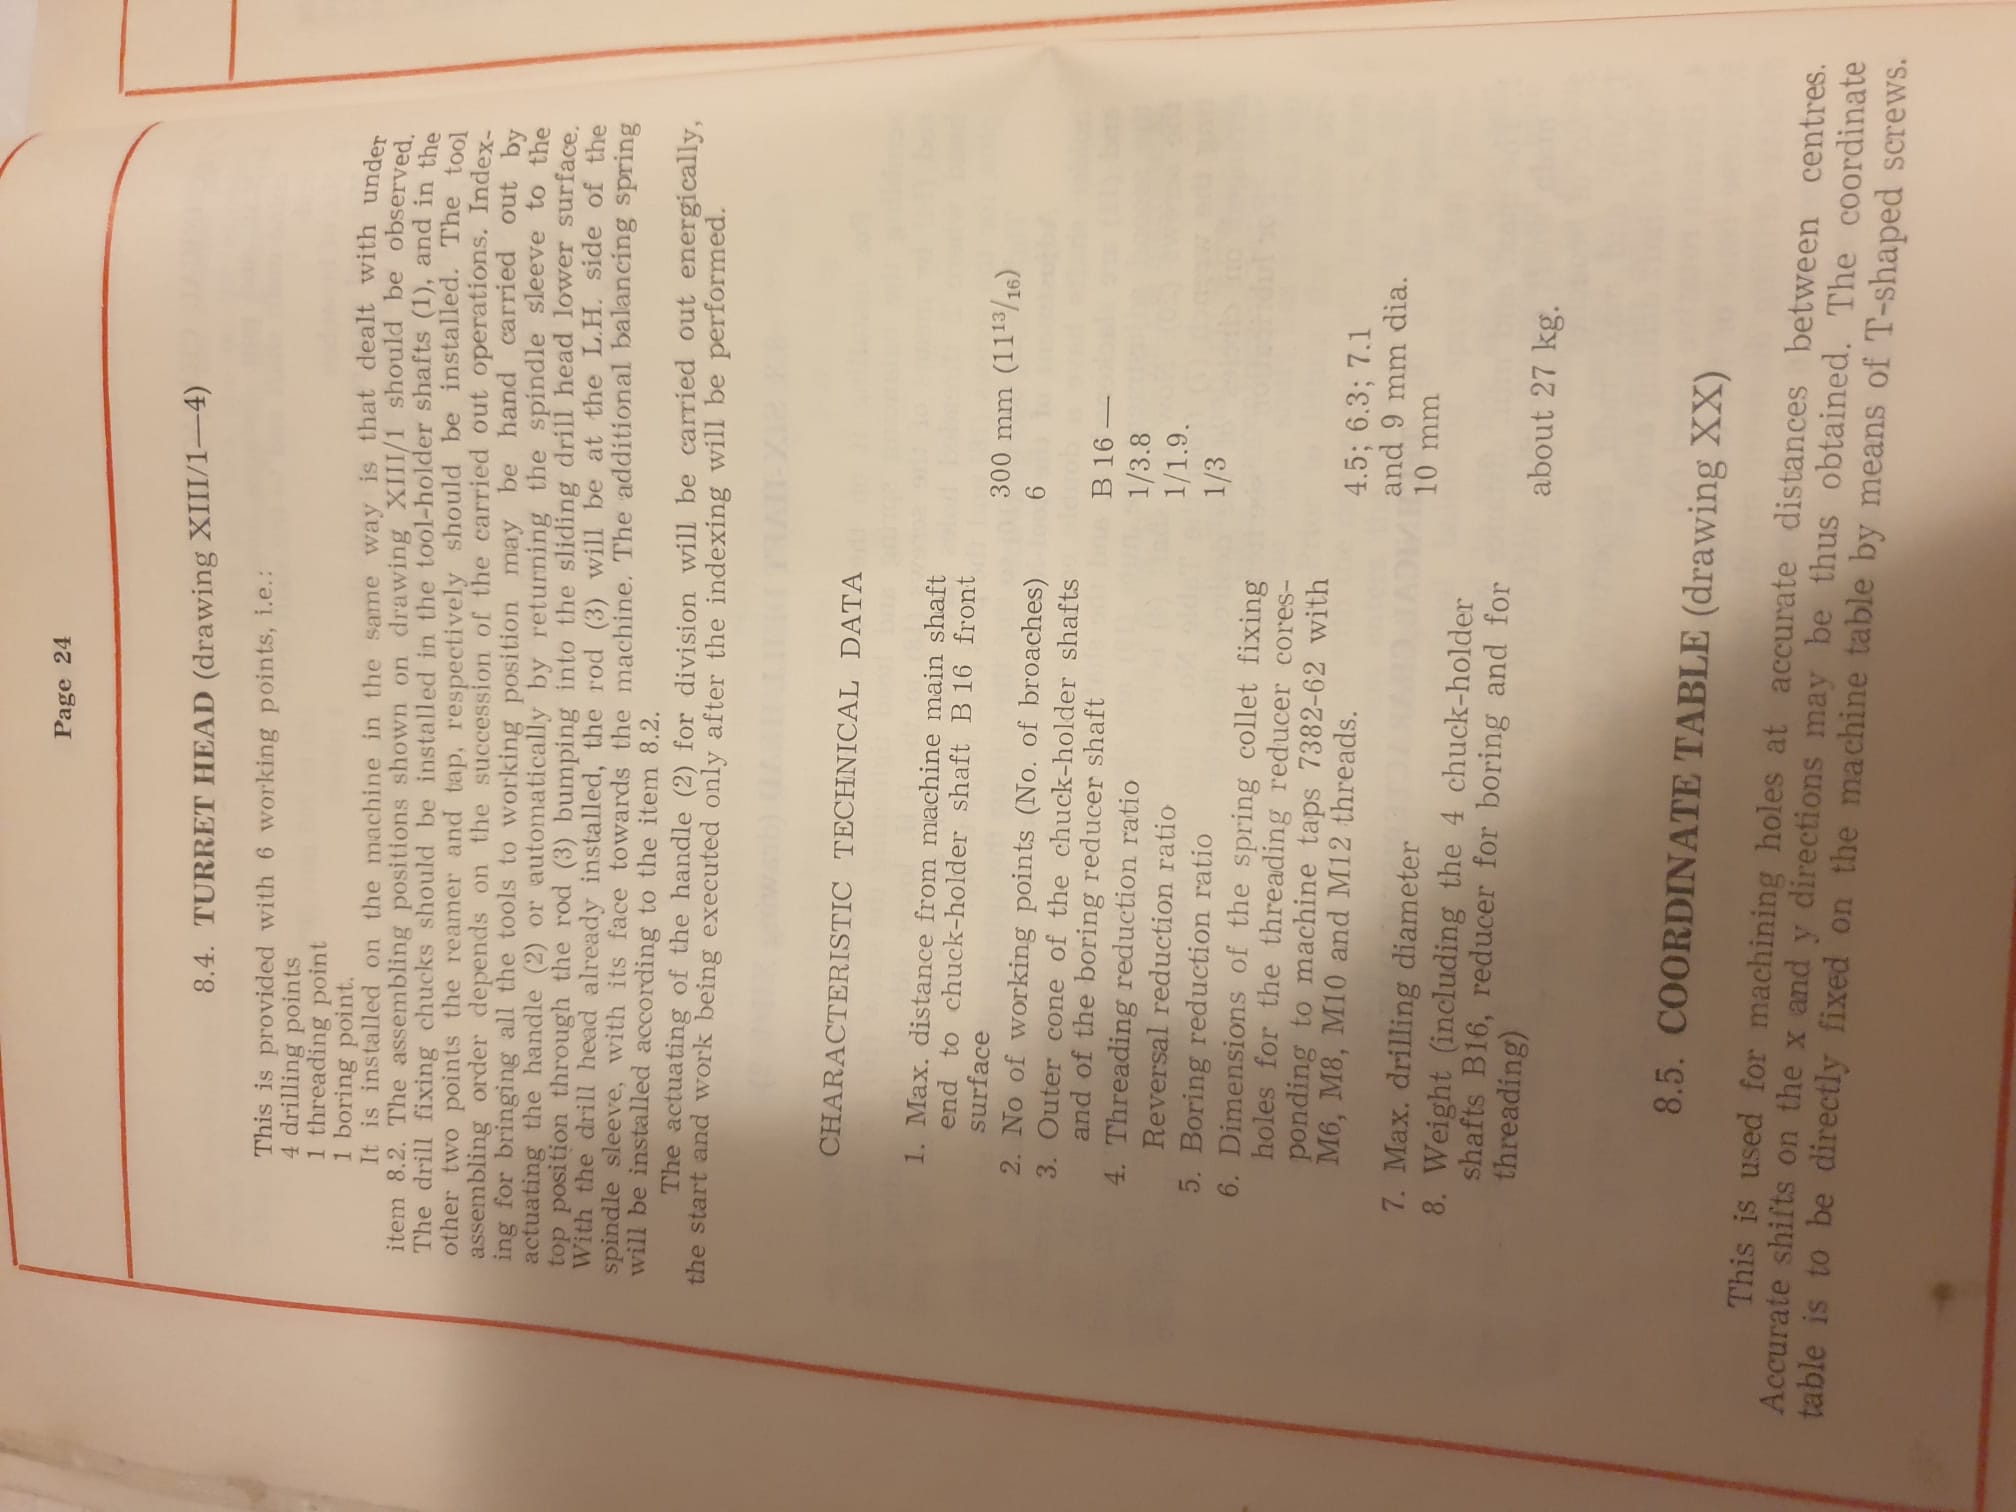 Page 24
8.4. TURRET HEAD (drawing XIII/1—4)
This is provided with 6 working points, i.e.:
4 drilling points
1 threading point
1 boring point.
It is installed on the machine in the same way is that dealt with under
item 8.2. The assembling positions shown on drawing XIII/1 should be observed.
The drill fixing chucks should be installed in the tool-holder shafts (1), and in the
other two points the reamer and tap, respectively should be installed. The tool
assembling order depends on the succession of the carried out operations. Index-
ing for bringing all the tools to working position may be hand carried out by
actuating the handle (2) or automatically by returning the spindle sleeve to the
top position through the rod (3) bumping into the sliding drill head lower surface.
With the drill head already installed, the rod (3) will be at the L.H. side of the
spindle sleeve, with its face towards the machine. The additional balancing spring
will be installed according to the item 8.2.
The actuating of the handle (2) for division will be carried out energically,
the start and work being executed only after the indexing will be performed.
CHARACTERISTIC TECHNICAL DATA
1. Max. distance from machine main shaft
end to chuck-holder shaft B 16 front
surface 300 mm (11 13/16)
2. No of working points (No. of broaches) 6
3. Outer cone of the chuck-holder shafts
and of the boring reducer shaft B 16 —
4. Threading reduction ratio 1/3.8
Reversal reduction ratio 1/1.9.
5. Boring reduction ratio 1/3
6. Dimensions of the spring collet fixing
holes for the threading reducer cores-
ponding to machine taps 7382-62 with
M6, M8, M10 and M12 threads. 4.5; 6.3; 7.1
and 9 mm dia.
7. Max. drilling diameter 10 mm
8. Weight (including the 4 chuck-holder
shafts B16, reducer for boring and for
threading) about 27 kg.
8.5. COORDINATE TABLE (drawing XX)
This is used for machining holes at accurate distances between centres.
Accurate shifts on the x and y directions may be thus obtained. The coordinate
table is to be directly fixed on the machine table by means of T-shaped screws.